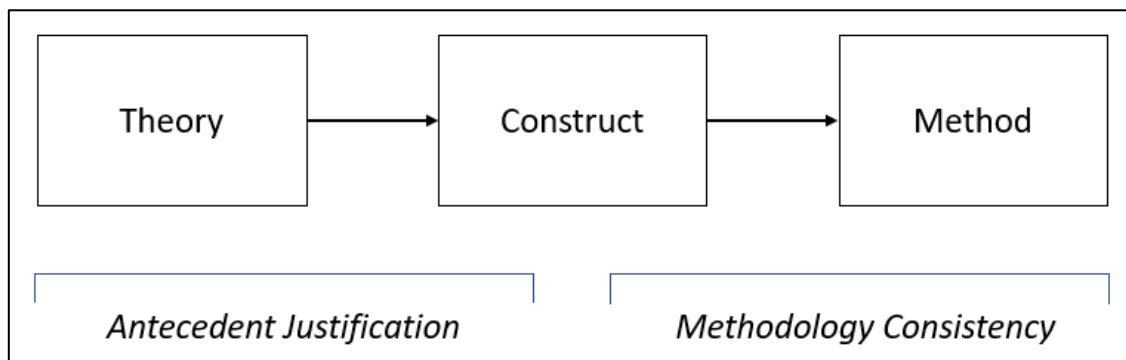 Theory
Construct
Method
Antecedent Justification
Methodology Consistency